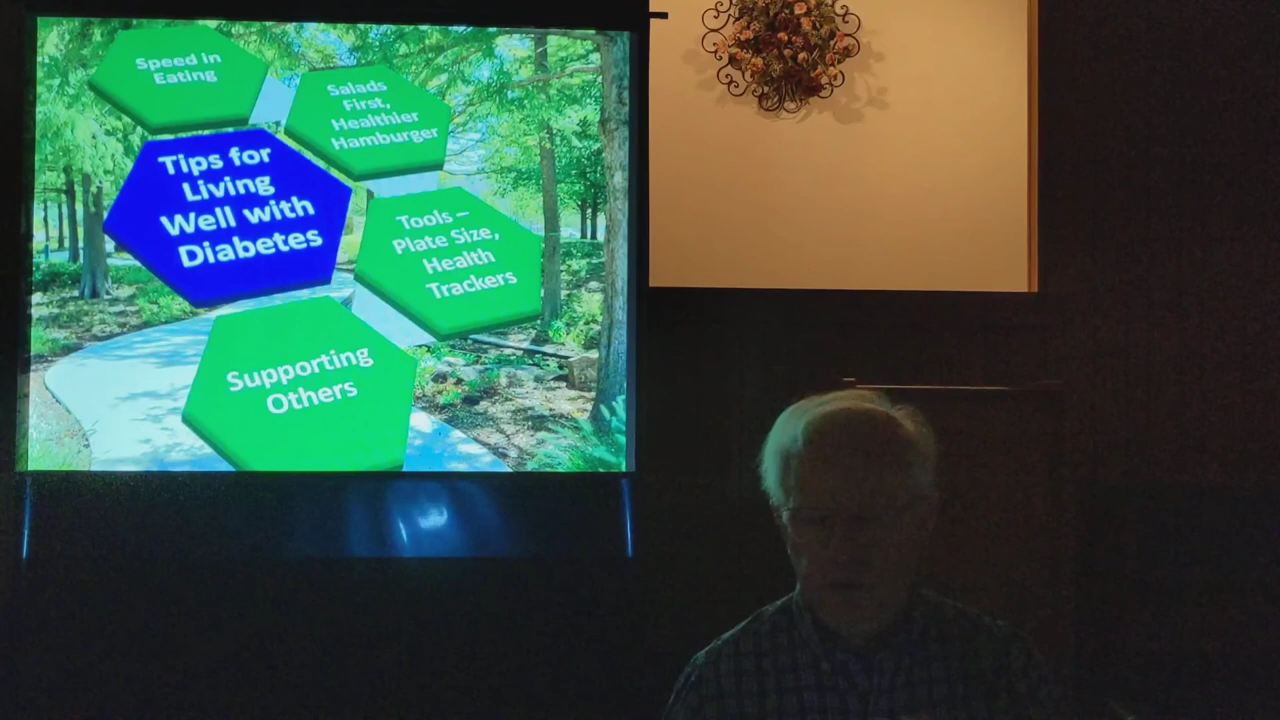 Speed in
Eating
Salads
First,
Healthier
Hamburger
Tips for
Living
Well with
Diabetes
Tools –
Plate Size,
Health
Trackers
Supporting
Others